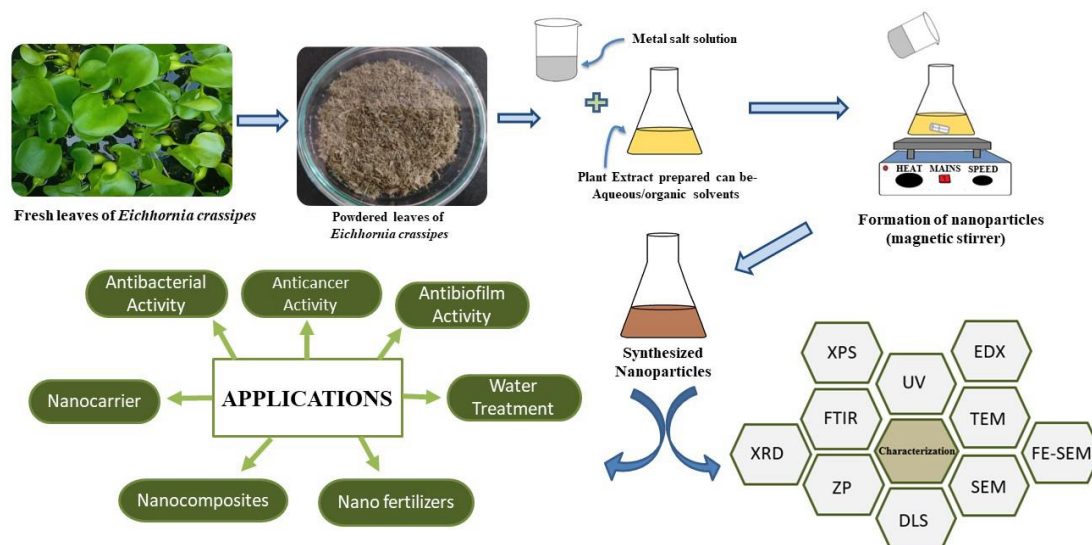 Metal salt solution
Plant Extract prepared can be-
Aqueous/organic solvents
HEAT MAINS SPEED
Fresh leaves of Eichhornia crassipes
Powdered leaves of
Eichhornia crassipes
Formation of nanoparticles
(magnetic stirrer)
Synthesized
Nanoparticles
Antibacterial
Activity
Anticancer
Activity
Antibiofilm
Activity
Nanocarrier
APPLICATIONS
Water
Treatment
Nanocomposites
Nano fertilizers
XPS
EDX
UV
FTIR
TEM
XRD
Characterization
FE-SEM
ZP
SEM
DLS